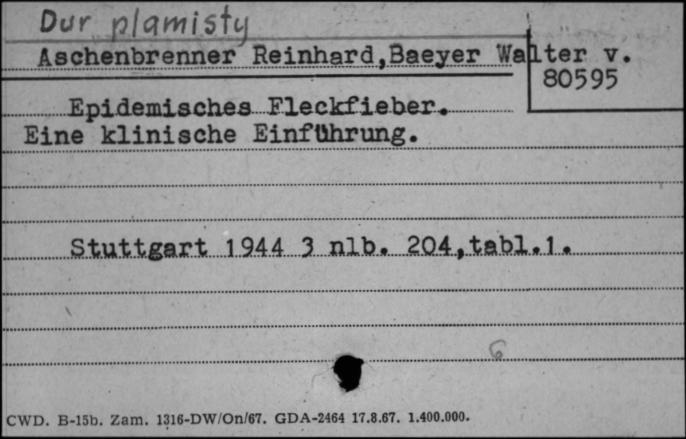 Dur plamisty
Aschenbrenner Reinhard,Baeyer Walter v.
80595
Epidemisches Fleckfieber.
Eine klinische Einführung.
Stuttgart 1944 3 nlb. 204,tabl.1.
6
CWD. B-15b. Zam. 1316-DW/On/67. GDA-2464 17.8.67. 1.400.000.